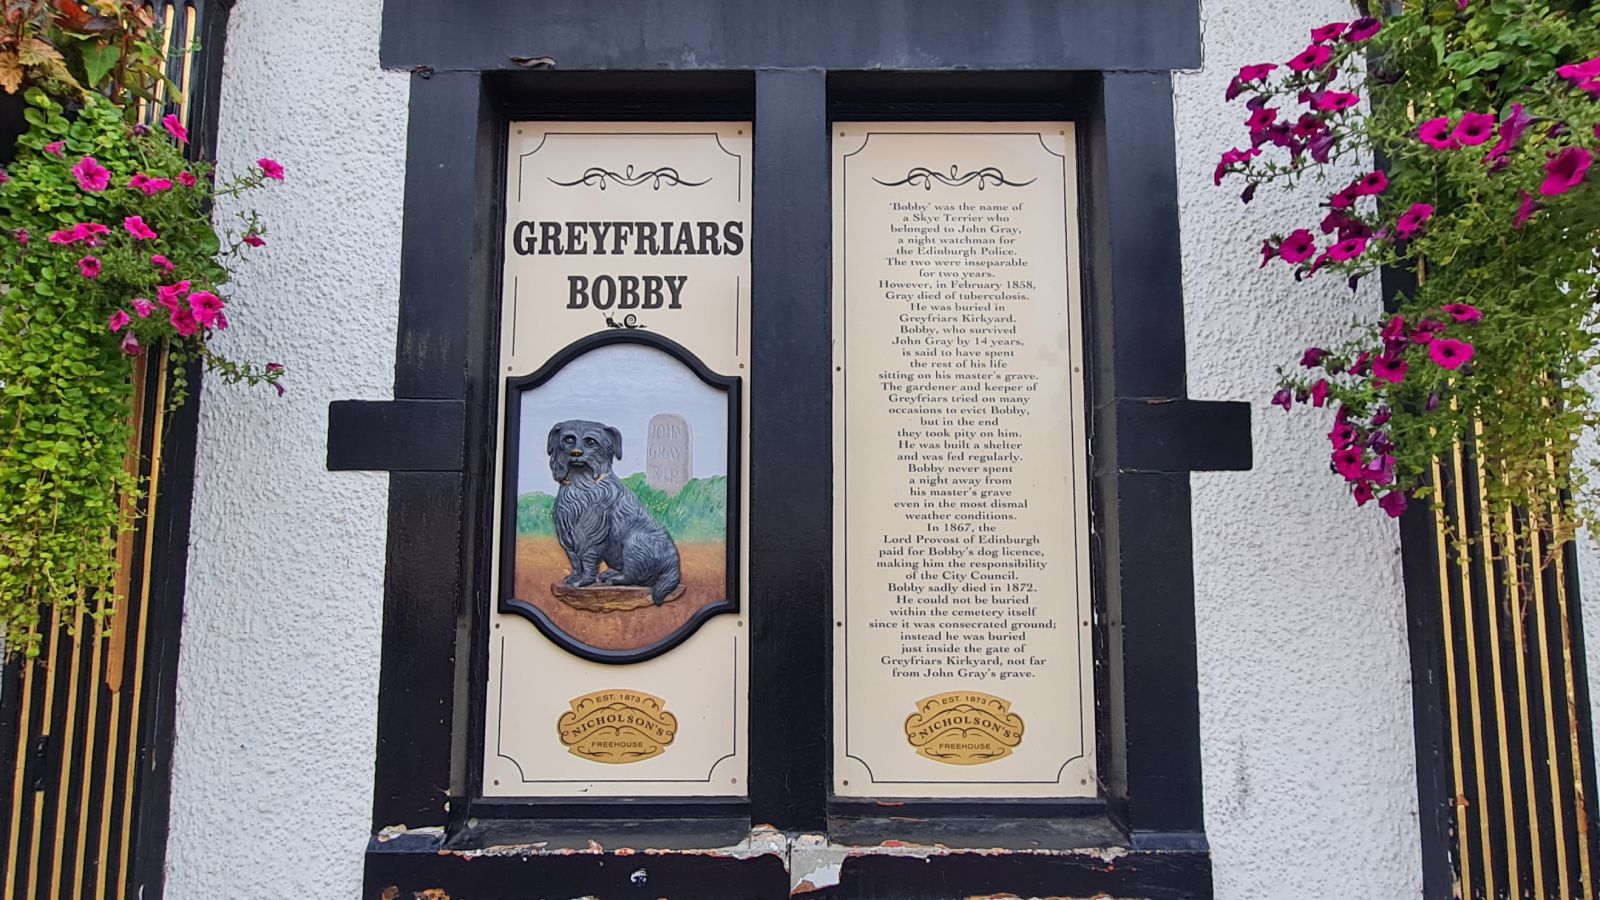 GREYFRIARS
BOBBY
JOHN
GRAY
R.I.P
EST. 1873
NICHOLSON'S
FREEHOUSE
'Bobby' was the name of
a Skye Terrier who
belonged to John Gray,
a night watchman for
the Edinburgh Police.
The two were inseparable
for two years.
However, in February 1858,
Gray died of tuberculosis.
He was buried in
Greyfriars Kirkyard.
Bobby, who survived
John Gray by 14 years,
is said to have spent
the rest of his life
sitting on his master's grave.
The gardener and keeper of
Greyfriars tried on many
occasions to evict Bobby,
but in the end
they took pity on him.
He was built a shelter
and was fed regularly.
Bobby never spent
a night away from
his master's grave
even in the most dismal
weather conditions.
In 1867, the
Lord Provost of Edinburgh
paid for Bobby's dog licence,
making him the responsibility
of the City Council.
Bobby sadly died in 1872.
He could not be buried
within the cemetery itself
since it was consecrated ground;
instead he was buried
just inside the gate of
Greyfriars Kirkyard, not far
from John Gray's grave.
EST. 1873
NICHOLSON'S
FREEHOUSE